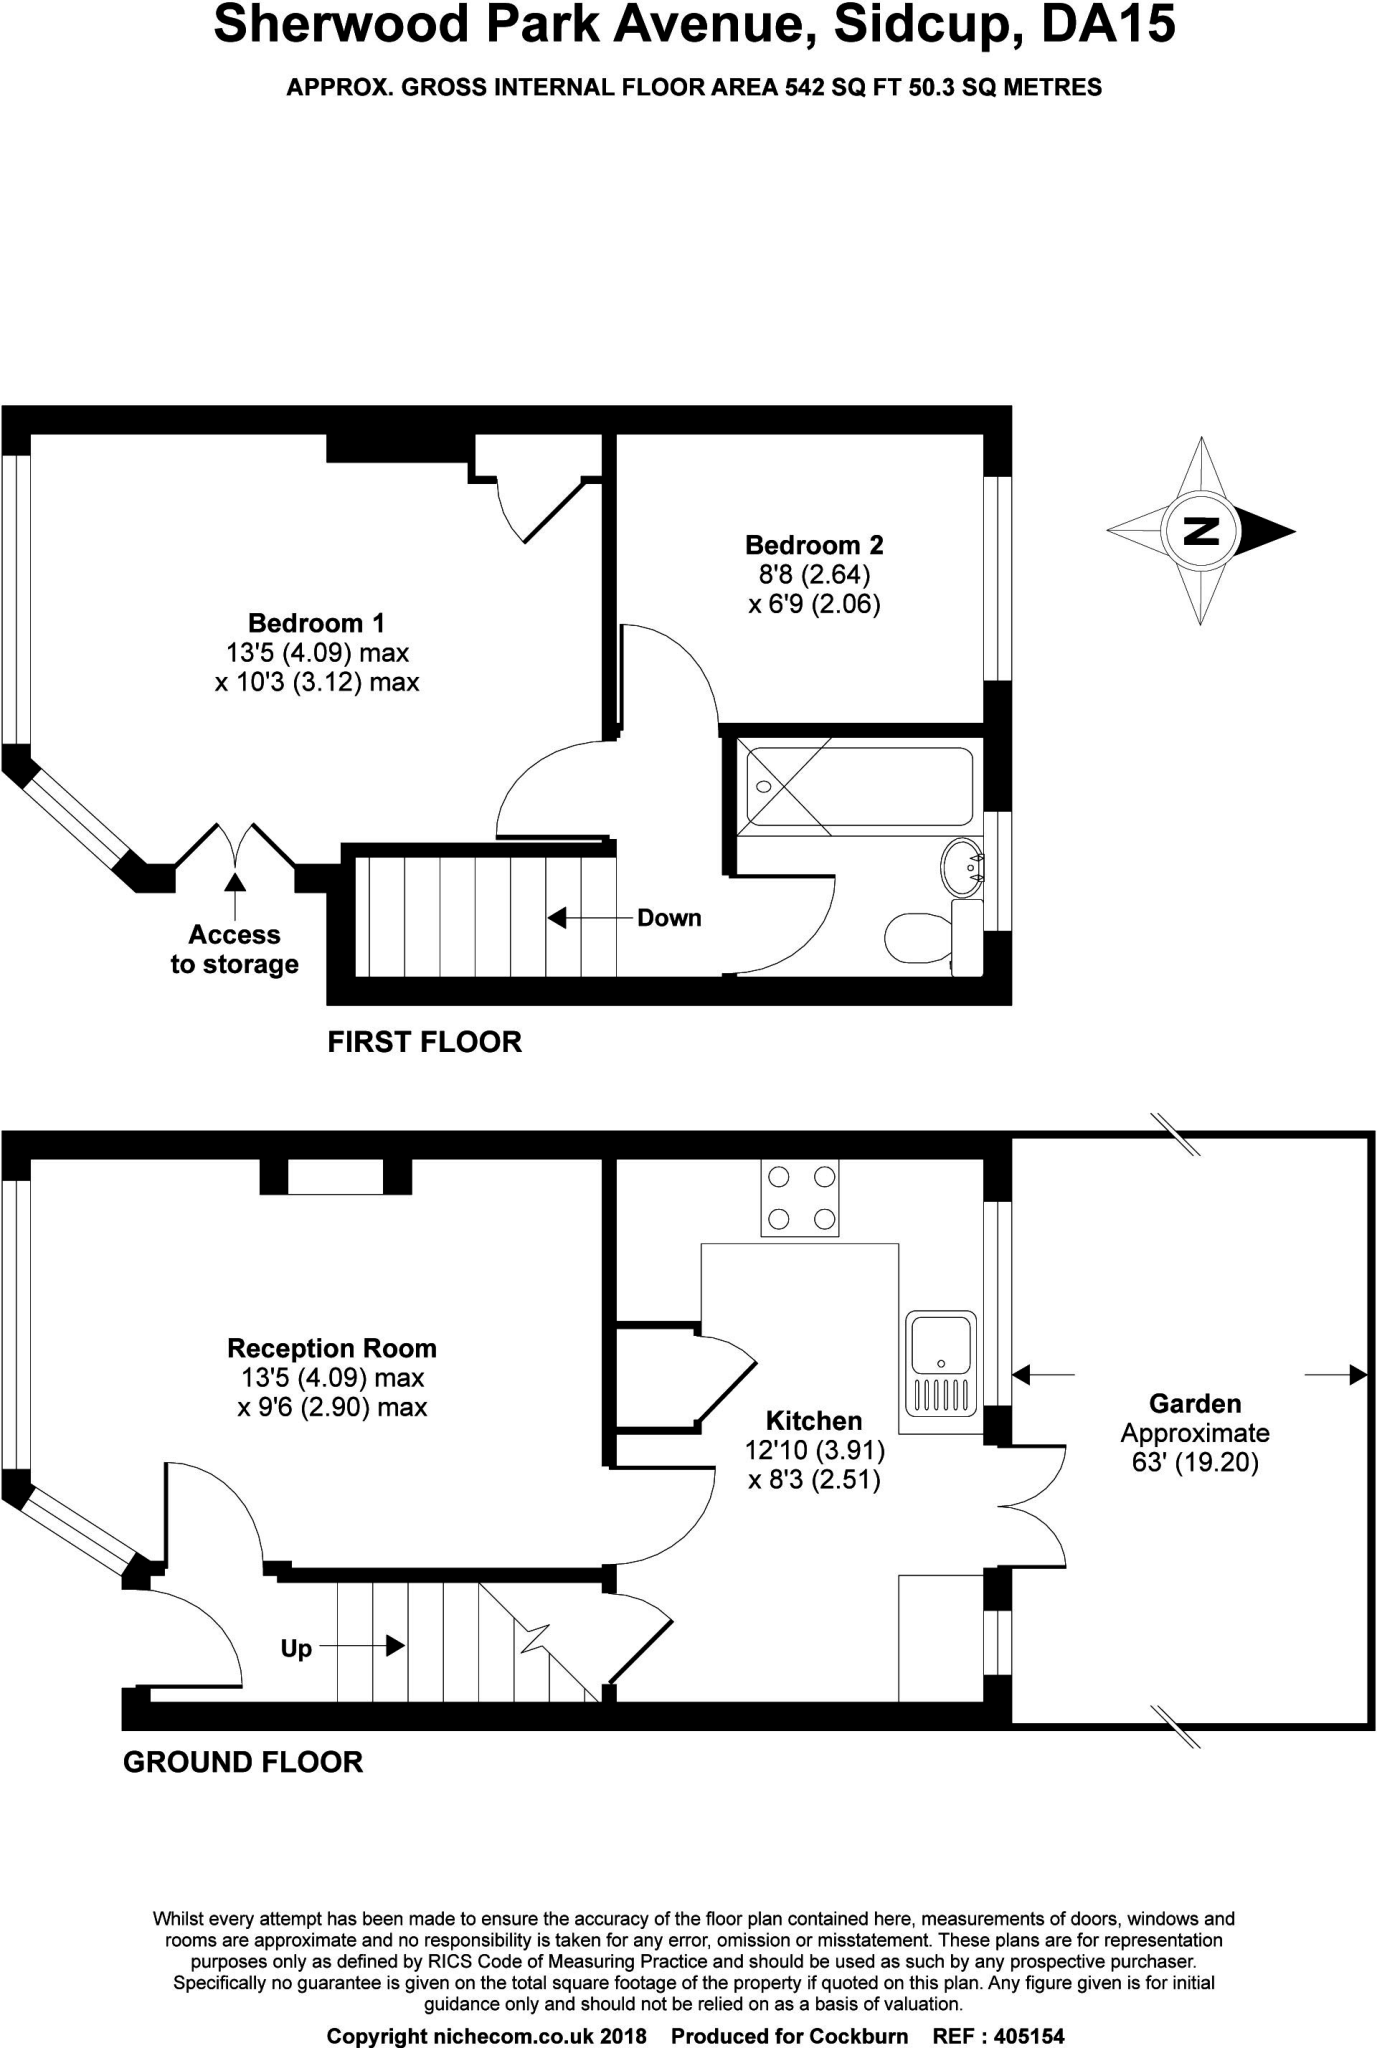 Sherwood Park Avenue, Sidcup, DA15
APPROX. GROSS INTERNAL FLOOR AREA 542 SQ FT 50.3 SQ METRES
Bedroom 1
13'5 (4.09) max
x 10'3 (3.12) max
Bedroom 2
8'8 (2.64)
x 6'9 (2.06)
N
Down
Access
to storage
FIRST FLOOR
Reception Room
13'5 (4.09) max
x 9'6 (2.90) max
Kitchen
12'10 (3.91)
x 8'3 (2.51)
Garden
Approximate
63' (19.20)
Up
GROUND FLOOR
Whilst every attempt has been made to ensure the accuracy of the floor plan contained here, measurements of doors, windows and
rooms are approximate and no responsibility is taken for any error, omission or misstatement. These plans are for representation
purposes only as defined by RICS Code of Measuring Practice and should be used as such by any prospective purchaser.
Specifically no guarantee is given on the total square footage of the property if quoted on this plan. Any figure given is for initial
guidance only and should not be relied on as a basis of valuation.
Copyright nichecom.co.uk 2018 Produced for Cockburn REF : 405154